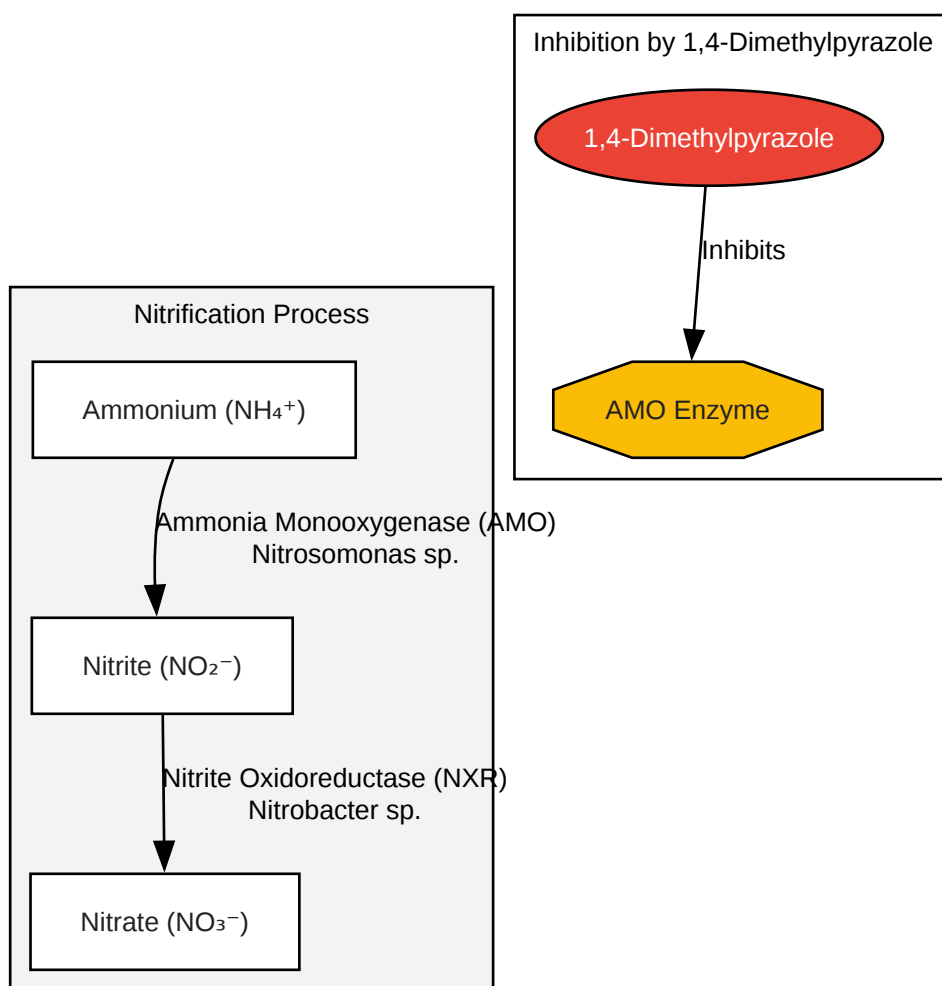 Inhibition by 1,4-Dimethylpyrazole
1,4-Dimethylpyrazole
Inhibits
AMO Enzyme
Nitrification Process
Ammonium (NH₄⁺)
Ammonia Monooxygenase (AMO)
Nitrosomonas sp.
Nitrite (NO₂⁻)
Nitrite Oxidoreductase (NXR)
Nitrobacter sp.
Nitrate (NO₃⁻)